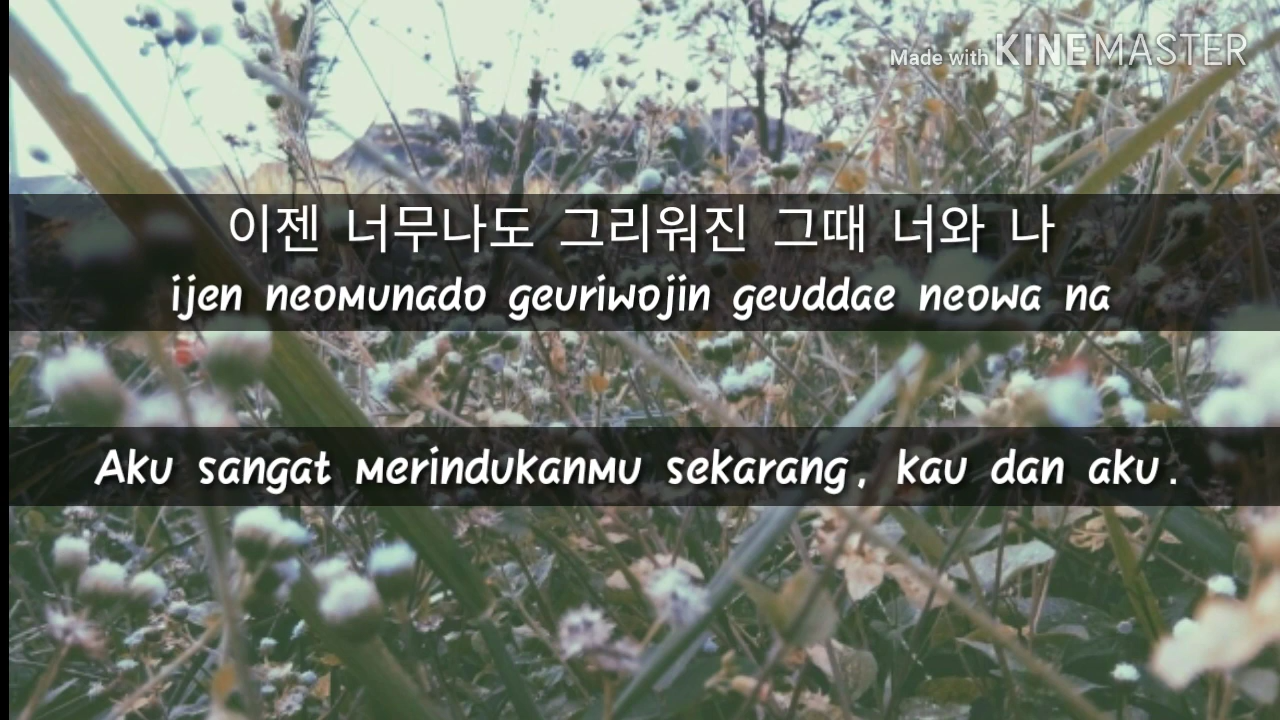 Made with KINEMASTER
이젠 너무나도 그리워진 그때 너와 나
ijen neomunado geuriwojin geuddae neowa na
Aku sangat merindukanmu sekarang, kau dan aku.